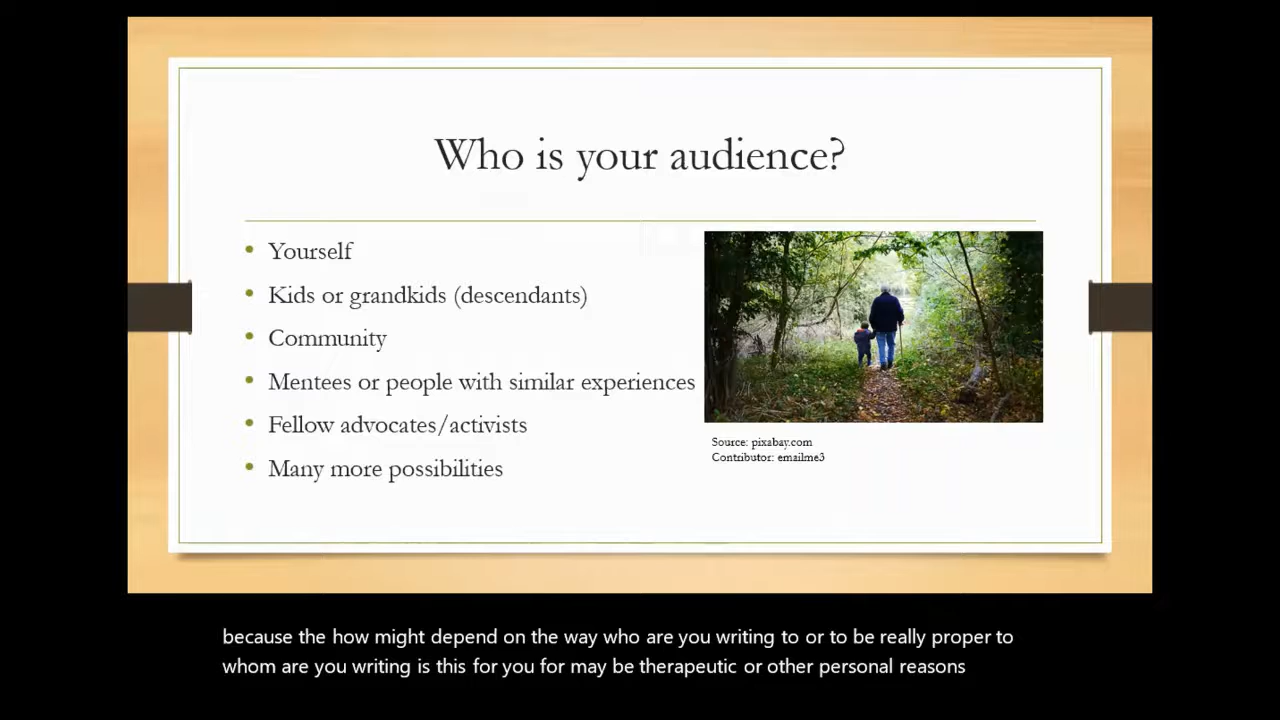 Who is your audience?
Yourself
Kids or grandkids (descendants)
Community
Mentees or people with similar experiences
Fellow advocates/activists
Many more possibilities
Source: pixabay.com
Contributor: emailme3
because the how might depend on the way who are you writing to or to be really proper to
whom are you writing is this for you for may be therapeutic or other personal reasons